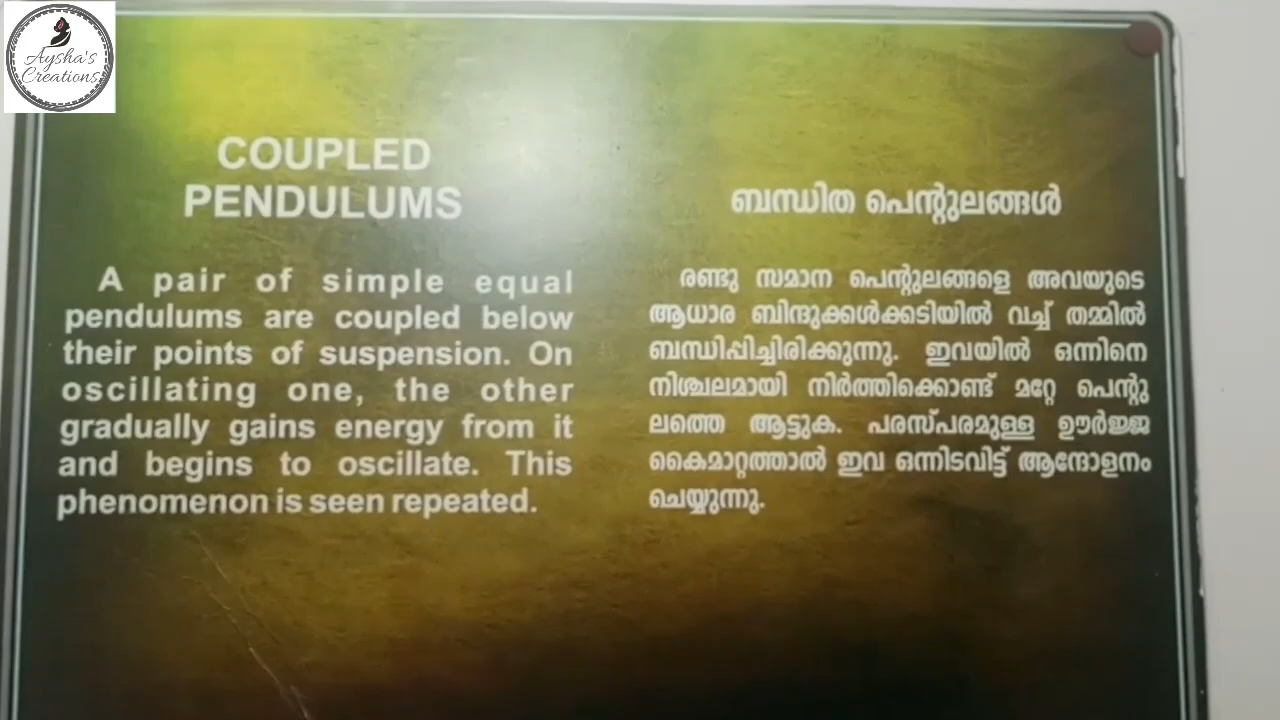 Aysha's
Creations
COUPLED
PENDULUMS
A pair of simple equal
pendulums are coupled below
their points of suspension. On
oscillating one, the other
gradually gains energy from it
and begins to oscillate. This
phenomenon is seen repeated.
ബന്ധിത പെന്റുലങ്ങൾ
രണ്ടു സമാന പെന്റുലങ്ങളെ അവയുടെ
ആധാര ബിന്ദുക്കൾക്കടിയിൽ വച്ച് തമ്മിൽ
ബന്ധിപ്പിച്ചിരിക്കുന്നു. ഇവയിൽ ഒന്നിനെ
നിശ്ചലമായി നിർത്തിക്കൊണ്ട് മറ്റേ പെന്റു
ലത്തെ ആട്ടുക. പരസ്പരമുള്ള ഊർജ്ജ
കൈമാറ്റത്താൽ ഇവ ഒന്നിടവിട്ട് ആന്ദോളനം
ചെയ്യുന്നു.